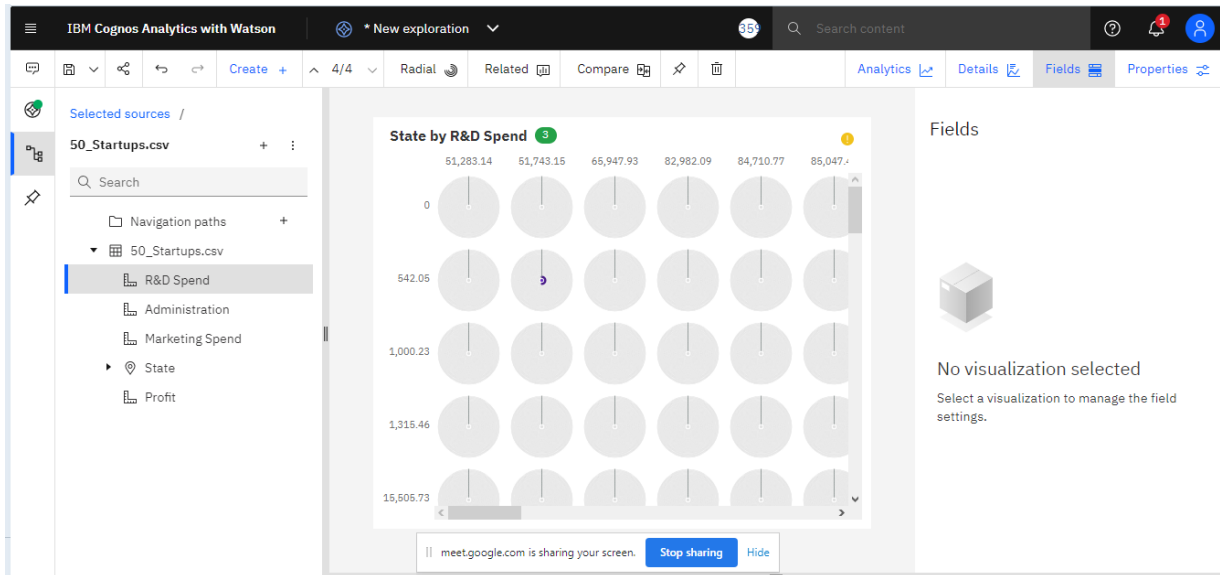 IBM Cognos Analytics with Watson
* New exploration
359
Search content
1
Create +
4/4
Radial
Related
Compare
Analytics
Details
Fields
Properties
Selected sources /
50_Startups.csv
Search
Navigation paths
50_Startups.csv
R&D Spend
Administration
Marketing Spend
State
Profit
State by R&D Spend 3
51,283.14 51,743.15 65,947.93 82,982.09 84,710.77 85,047.4
0
542.05
1,000.23
1,315.46
15,505.73
meet.google.com is sharing your screen. Stop sharing Hide
Fields
No visualization selected
Select a visualization to manage the field
settings.